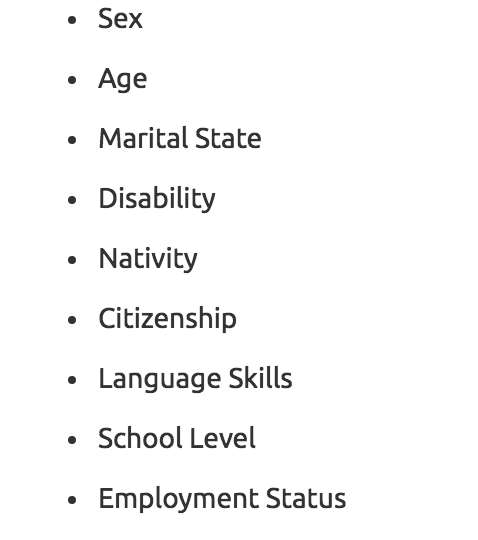 • Sex
• Age
• Marital State
• Disability
• Nativity
• Citizenship
• Language Skills
• School Level
• Employment Status